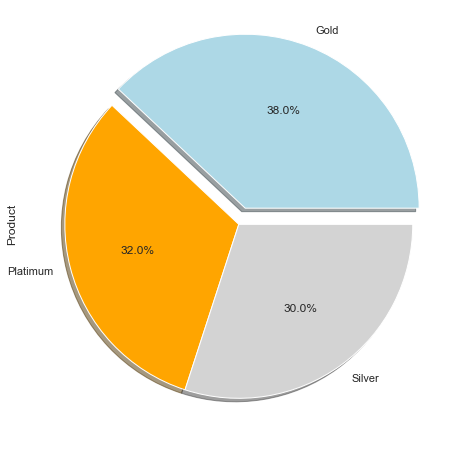 Gold
38.0%
Product
32.0%
Platimum
30.0%
Silver